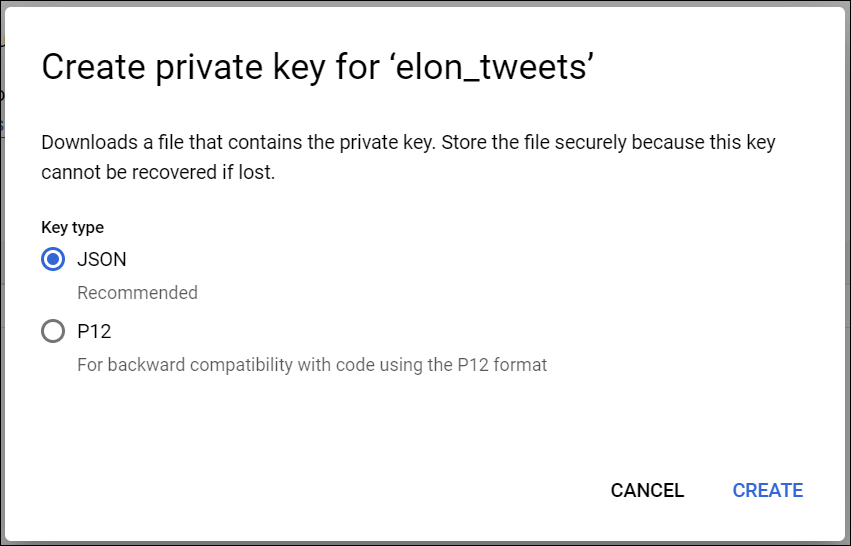 Create private key for ‘elon_tweets’
Downloads a file that contains the private key. Store the file securely because this key
cannot be recovered if lost.
Key type
JSON
Recommended
P12
For backward compatibility with code using the P12 format
CANCEL CREATE